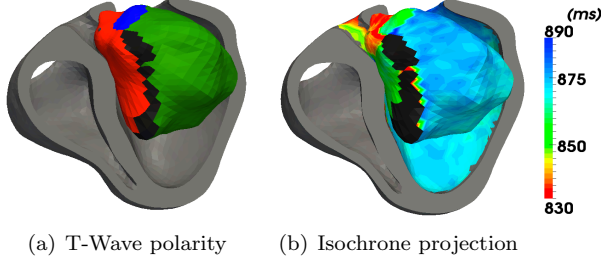 (ms)
890
875
850
830
(a) T-Wave polarity
(b) Isochrone projection